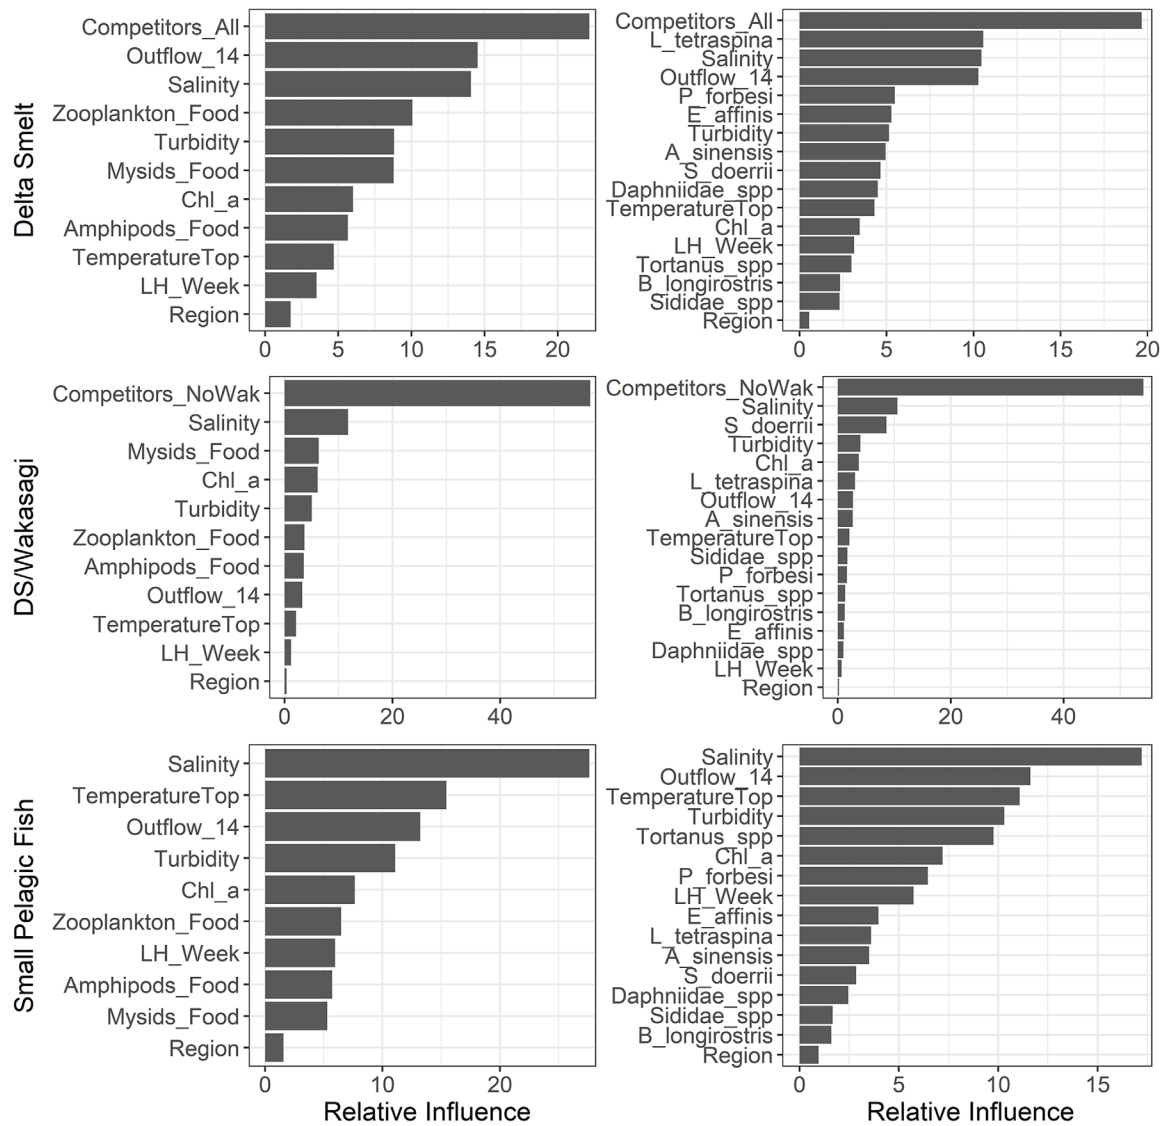 Delta Smelt
Competitors_All
Outflow_14
Salinity
Zooplankton_Food
Turbidity
Mysids_Food
Chl_a
Amphipods_Food
TemperatureTop
LH_Week
Region
0 5 10 15 20
Competitors_All
L_tetraspina
Salinity
Outflow_14
P_forbesi
E_affinis
Turbidity
A_sinensis
S_doerrii
Daphniidae_spp
TemperatureTop
Chl_a
LH_Week
Tortanus_spp
B_longirostris
Sididae_spp
Region
0 5 10 15 20
DS/Wakasagi
Competitors_NoWak
Salinity
Mysids_Food
Chl_a
Turbidity
Zooplankton_Food
Amphipods_Food
Outflow_14
TemperatureTop
LH_Week
Region
0 20 40
Competitors_NoWak
Salinity
S_doerrii
Turbidity
Chl_a
L_tetraspina
Outflow_14
A_sinensis
TemperatureTop
Sididae_spp
P_forbesi
Tortanus_spp
B_longirostris
E_affinis
Daphniidae_spp
LH_Week
Region
0 20 40
Small Pelagic Fish
Salinity
TemperatureTop
Outflow_14
Turbidity
Chl_a
Zooplankton_Food
LH_Week
Amphipods_Food
Mysids_Food
Region
0 10 20
Relative Influence
Salinity
Outflow_14
TemperatureTop
Turbidity
Tortanus_spp
Chl_a
P_forbesi
LH_Week
E_affinis
L_tetraspina
A_sinensis
S_doerrii
Daphniidae_spp
Sididae_spp
B_longirostris
Region
0 5 10 15
Relative Influence